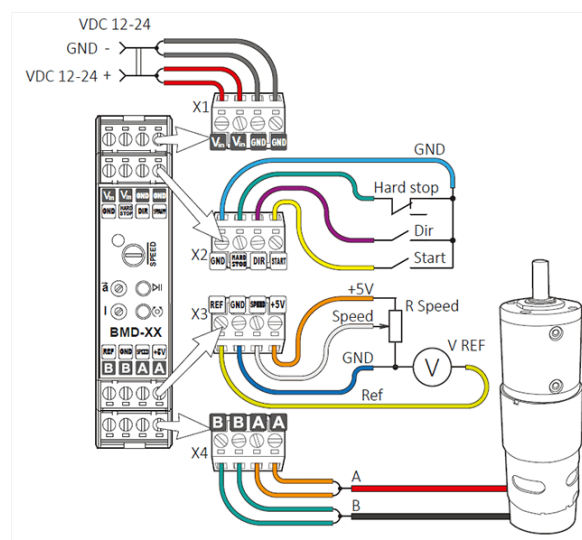 VDC 12-24
GND -
VDC 12-24 +
X1
Vin Vin GND GND
GND
Hard stop
Dir
Start
X2
GND HARD STOP DIR START
Vin Vin GND GND
GND HARD STOP DIR
SPEED
I
BMD-XX
REF GND SPEED +5V
B B A A
X3
REF GND SPEED +5V
+5V
R Speed
Speed
V REF
GND
V
Ref
B B A A
X4
A
B